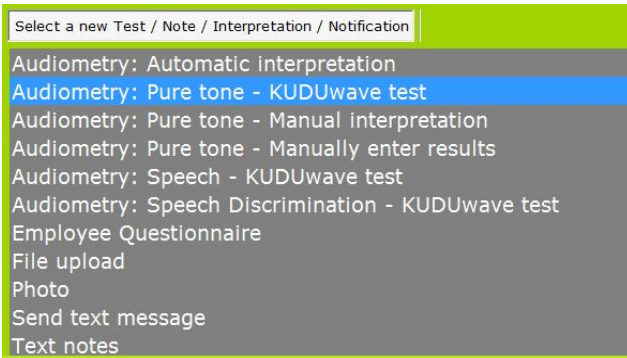 Select a new Test / Note / Interpretation / Notification
Audiometry: Automatic interpretation
Audiometry: Pure tone - KUDUwave test
Audiometry: Pure tone - Manual interpretation
Audiometry: Pure tone - Manually enter results
Audiometry: Speech - KUDUwave test
Audiometry: Speech Discrimination - KUDUwave test
Employee Questionnaire
File upload
Photo
Send text message
Text notes